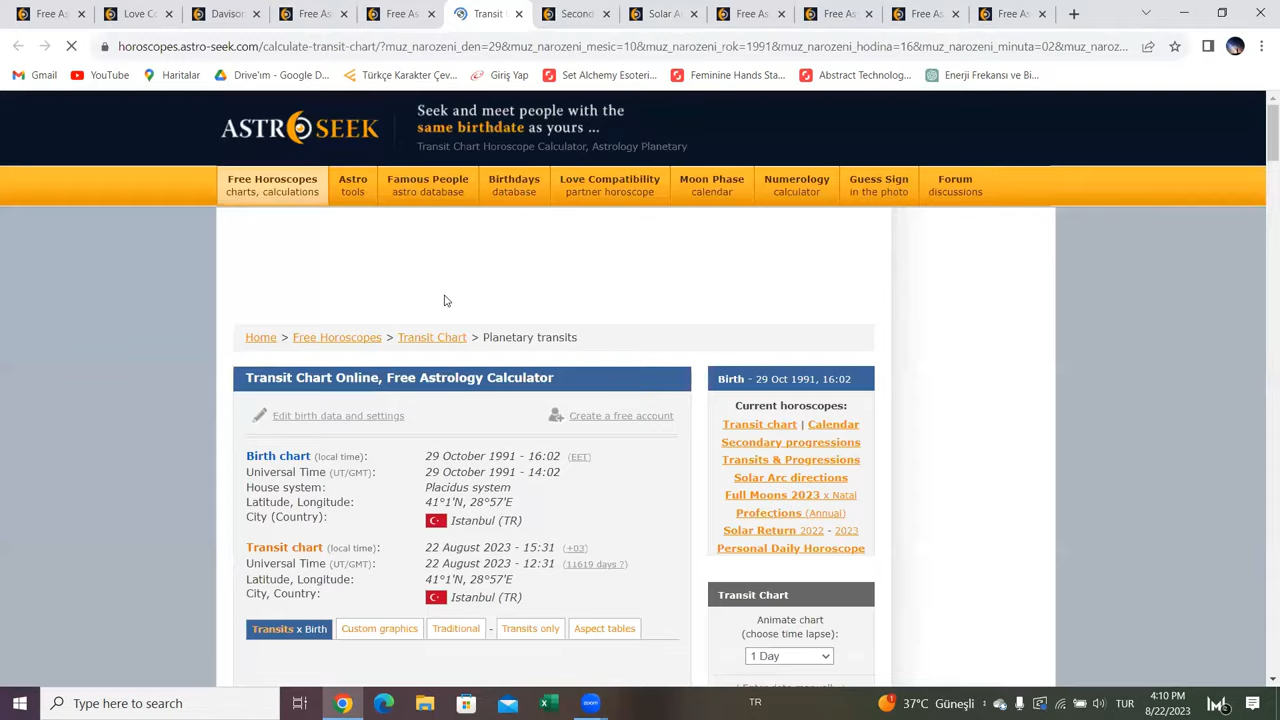 Free As
Love Co
Davison
Free As
Free As
Transit C
Second
Solar A
Free As
Free As
Free As
Free As
horoscopes.astro-seek.com/calculate-transit-chart/?muz_narozeni_den=29&muz_narozeni_mesic=10&muz_narozeni_rok=1991&muz_narozeni_hodina=16&muz_narozeni_minuta=02&muz_naroz...
Gmail YouTube Haritalar Drive'ım - Google D... Türkçe Karakter Çev... Giriş Yap Set Alchemy Esoteri... Feminine Hands Sta... Abstract Technolog... Enerji Frekansı ve Bi...
ASTRO SEEK
Seek and meet people with the
same birthdate as yours ...
Transit Chart Horoscope Calculator, Astrology Planetary
Free Horoscopes
charts, calculations
Astro
tools
Famous People
astro database
Birthdays
database
Love Compatibility
partner horoscope
Moon Phase
calendar
Numerology
calculator
Guess Sign
in the photo
Forum
discussions
Home > Free Horoscopes > Transit Chart > Planetary transits
Transit Chart Online, Free Astrology Calculator
Edit birth data and settings
Create a free account
Birth chart (local time): 29 October 1991 - 16:02 (EET)
Universal Time (UT/GMT): 29 October 1991 - 14:02
House system: Placidus system
Latitude, Longitude: 41°1'N, 28°57'E
City (Country): Istanbul (TR)
Transit chart (local time): 22 August 2023 - 15:31 (+03)
Universal Time (UT/GMT): 22 August 2023 - 12:31 (11619 days ?)
Latitude, Longitude: 41°1'N, 28°57'E
City, Country: Istanbul (TR)
Transits x Birth Custom graphics Traditional - Transits only Aspect tables
Birth - 29 Oct 1991, 16:02
Current horoscopes:
Transit chart | Calendar
Secondary progressions
Transits & Progressions
Solar Arc directions
Full Moons 2023 x Natal
Profections (Annual)
Solar Return 2022 - 2023
Personal Daily Horoscope
Transit Chart
Animate chart
(choose time lapse):
1 Day
Type here to search
zoom
TR
37°C Güneşli
TUR
4:10 PM
8/22/2023